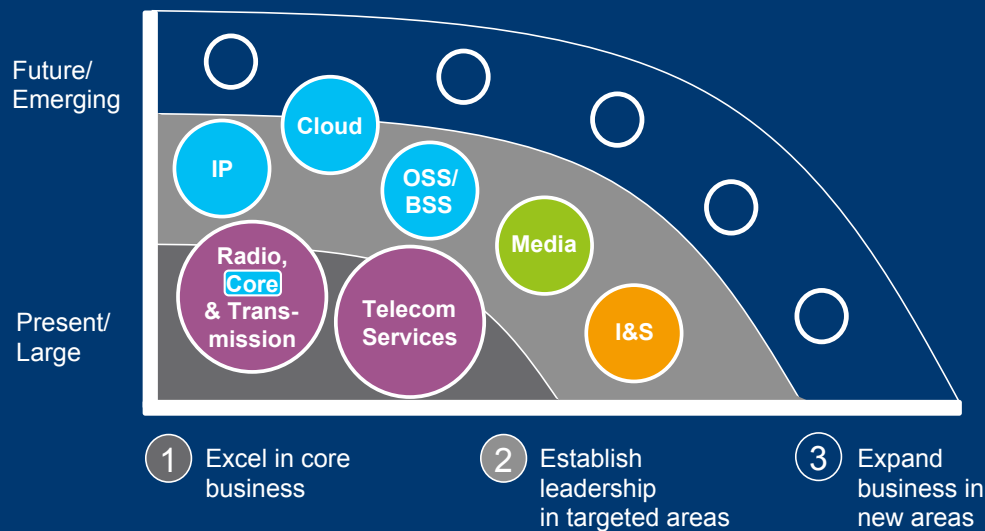 Future/
Emerging
Cloud
IP
OSS/
BSS
Media
Radio,
Core
& Trans-
mission
Telecom
Services
I&S
Present/
Large
1
Excel in core
business
2
Establish
leadership
in targeted areas
3
Expand
business in
new areas